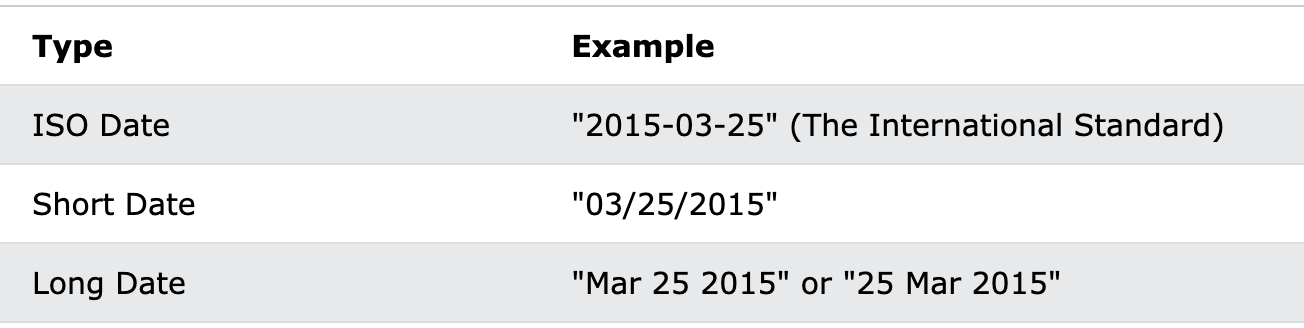 Type Example
ISO Date "2015-03-25" (The International Standard)
Short Date "03/25/2015"
Long Date "Mar 25 2015" or "25 Mar 2015"